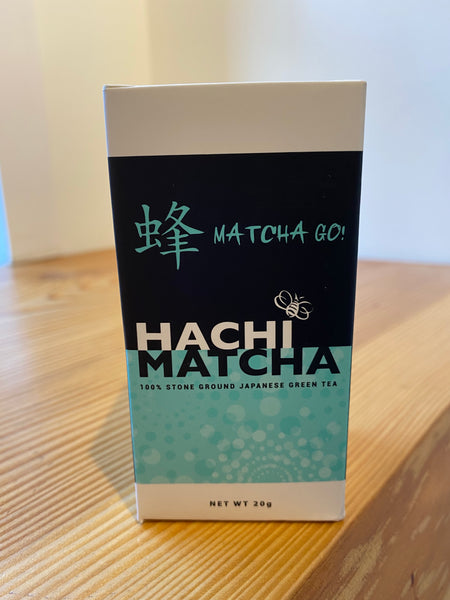 蜂 MATCHA GO!
HACHI
MATCHA
100% STONE GROUND JAPANESE GREEN TEA
NET WT 20g